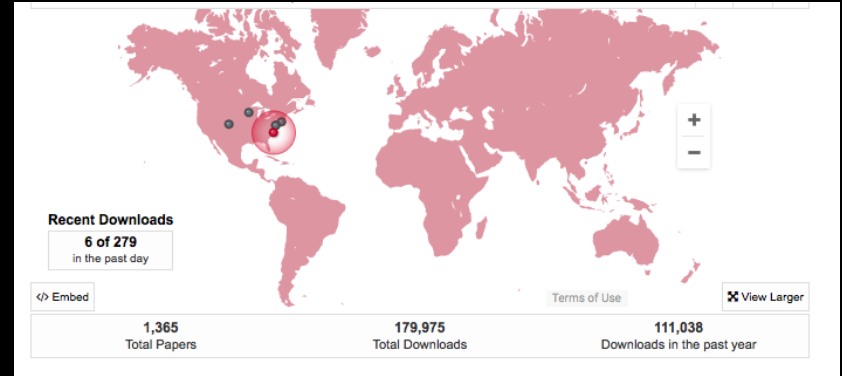 +
−
Recent Downloads
6 of 279
in the past day
</> Embed
Terms of Use
View Larger
1,365
Total Papers
179,975
Total Downloads
111,038
Downloads in the past year